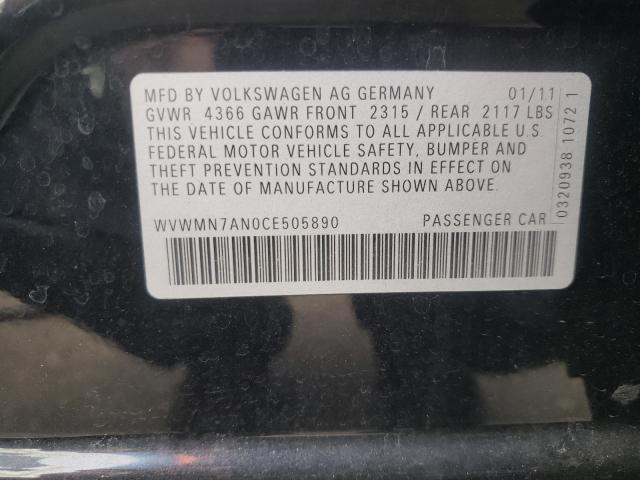 MFD BY VOLKSWAGEN AG GERMANY 01/11
GVWR 4366 GAWR FRONT 2315 / REAR 2117 LBS
THIS VEHICLE CONFORMS TO ALL APPLICABLE U.S.
FEDERAL MOTOR VEHICLE SAFETY, BUMPER AND
THEFT PREVENTION STANDARDS IN EFFECT ON
THE DATE OF MANUFACTURE SHOWN ABOVE.
WVWMN7AN0CE505890 PASSENGER CAR
0320938 10721